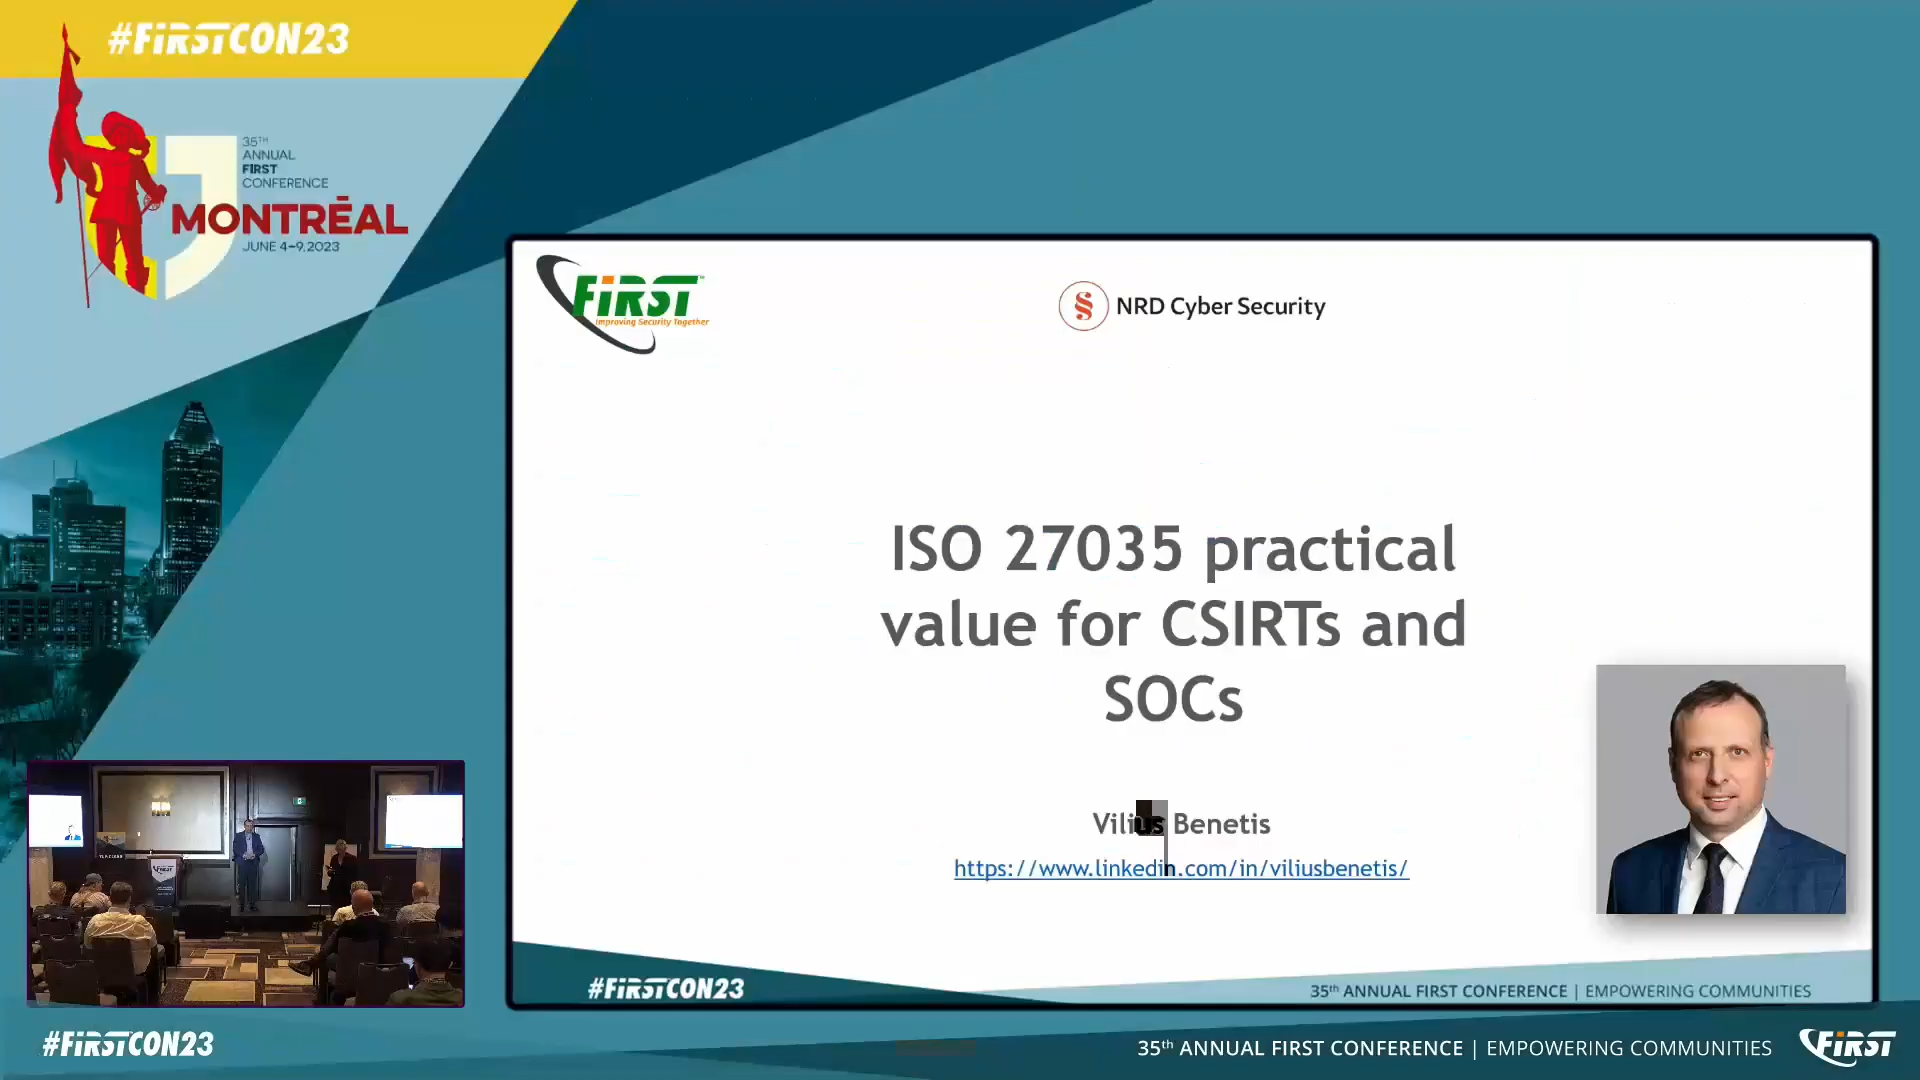 #FiRSTCON23
35TH
ANNUAL
FIRST
CONFERENCE
MONTRÉAL
JUNE 4–9, 2023
FiRST™
Improving Security Together
NRD Cyber Security
ISO 27035 practical
value for CSIRTs and
SOCs
Vilius Benetis
https://www.linkedin.com/in/viliusbenetis/
#FiRSTCON23
35th ANNUAL FIRST CONFERENCE | EMPOWERING COMMUNITIES
FiRST
#FiRSTCON23
35th ANNUAL FIRST CONFERENCE | EMPOWERING COMMUNITIES
FiRST